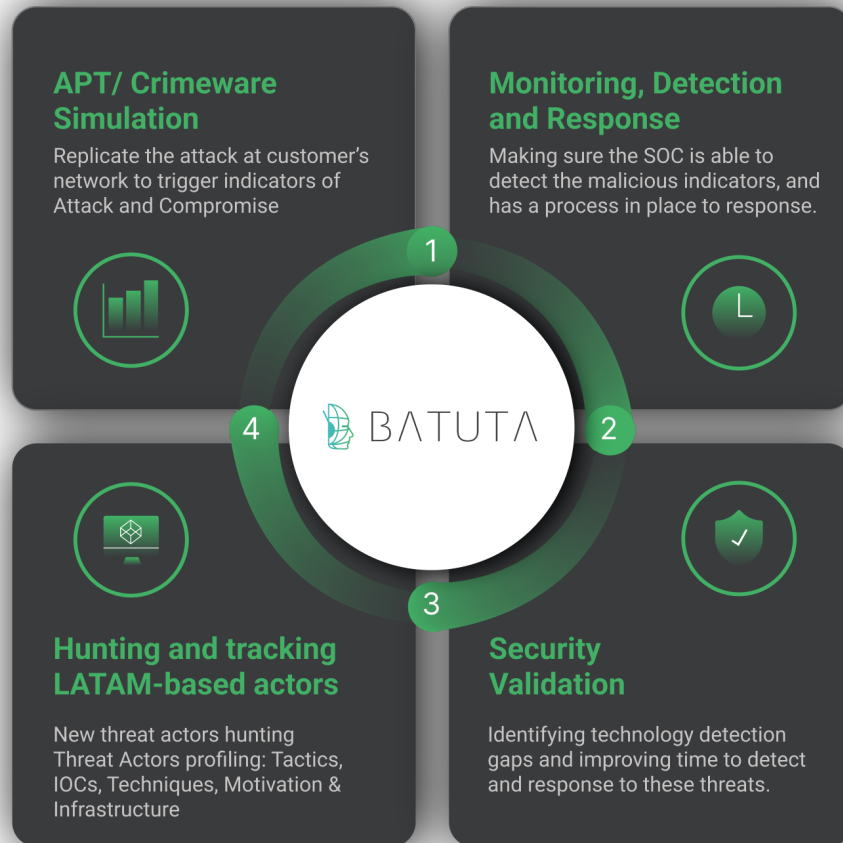 APT/ Crimeware
Simulation
Replicate the attack at customer's
network to trigger indicators of
Attack and Compromise
Monitoring, Detection
and Response
Making sure the SOC is able to
detect the malicious indicators, and
has a process in place to response.
1
4
BATUTA
2
3
Hunting and tracking
LATAM-based actors
New threat actors hunting
Threat Actors profiling: Tactics,
IOCs, Techniques, Motivation &
Infrastructure
Security
Validation
Identifying technology detection
gaps and improving time to detect
and response to these threats.